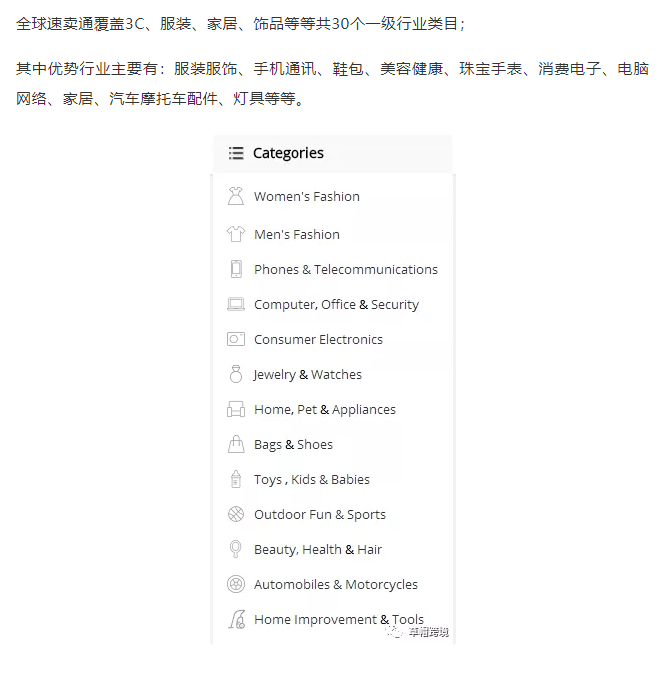 全球速卖通覆盖3C、服装、家居、饰品等等共30个一级行业类目；
其中优势行业主要有：服装服饰、手机通讯、鞋包、美容健康、珠宝手表、消费电子、电脑
网络、家居、汽车摩托车配件、灯具等等。
Categories
Women's Fashion
Men's Fashion
Phones & Telecommunications
Computer, Office & Security
Consumer Electronics
Jewelry & Watches
Home, Pet & Appliances
Bags & Shoes
Toys , Kids & Babies
Outdoor Fun & Sports
Beauty, Health & Hair
Automobiles & Motorcycles
Home Improvement & Tools
草帽跨境